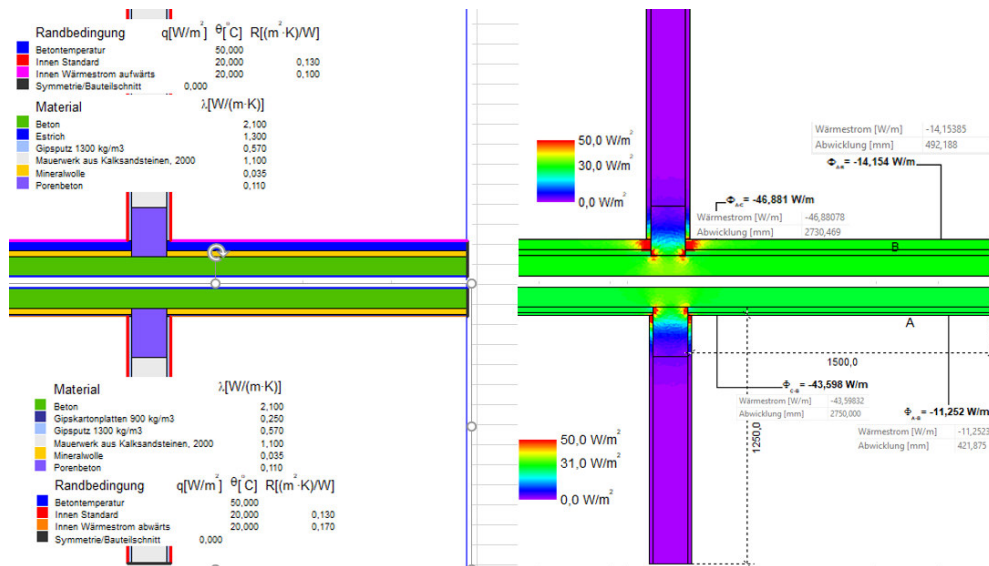 Randbedingung q[W/m²] θ[°C] R[(m²·K)/W]
Betontemperatur 50,000
Innen Standard 20,000 0,130
Innen Wärmestrom aufwärts 20,000 0,100
Symmetrie/Bauteilschnitt 0,000
Material λ[W/(m·K)]
Beton 2,100
Estrich 1,300
Gipsputz 1300 kg/m3 0,570
Mauerwerk aus Kalksandsteinen, 2000 1,100
Mineralwolle 0,035
Porenbeton 0,110
Material λ[W/(m·K)]
Beton 2,100
Gipskartonplatten 900 kg/m3 0,250
Gipsputz 1300 kg/m3 0,570
Mauerwerk aus Kalksandsteinen, 2000 1,100
Mineralwolle 0,035
Porenbeton 0,110
Randbedingung q[W/m²] θ[°C] R[(m²·K)/W]
Betontemperatur 50,000
Innen Standard 20,000 0,130
Innen Wärmestrom abwärts 20,000 0,170
Symmetrie/Bauteilschnitt 0,000
50,0 W/m²
30,0 W/m²
0,0 W/m²
Wärmestrom [W/m] -14,15385
Abwicklung [mm] 492,188
Φ = -14,154 W/m
Φ = -46,881 W/m
Wärmestrom [W/m] -46,88078
Abwicklung [mm] 2730,469
B
A
1500,0
Φ = -43,598 W/m
Wärmestrom [W/m] -43,59832
Abwicklung [mm] 2750,000
Φ = -11,252 W/m
Wärmestrom [W/m] -11,2523
Abwicklung [mm] 421,875
1250,0
50,0 W/m²
31,0 W/m²
0,0 W/m²